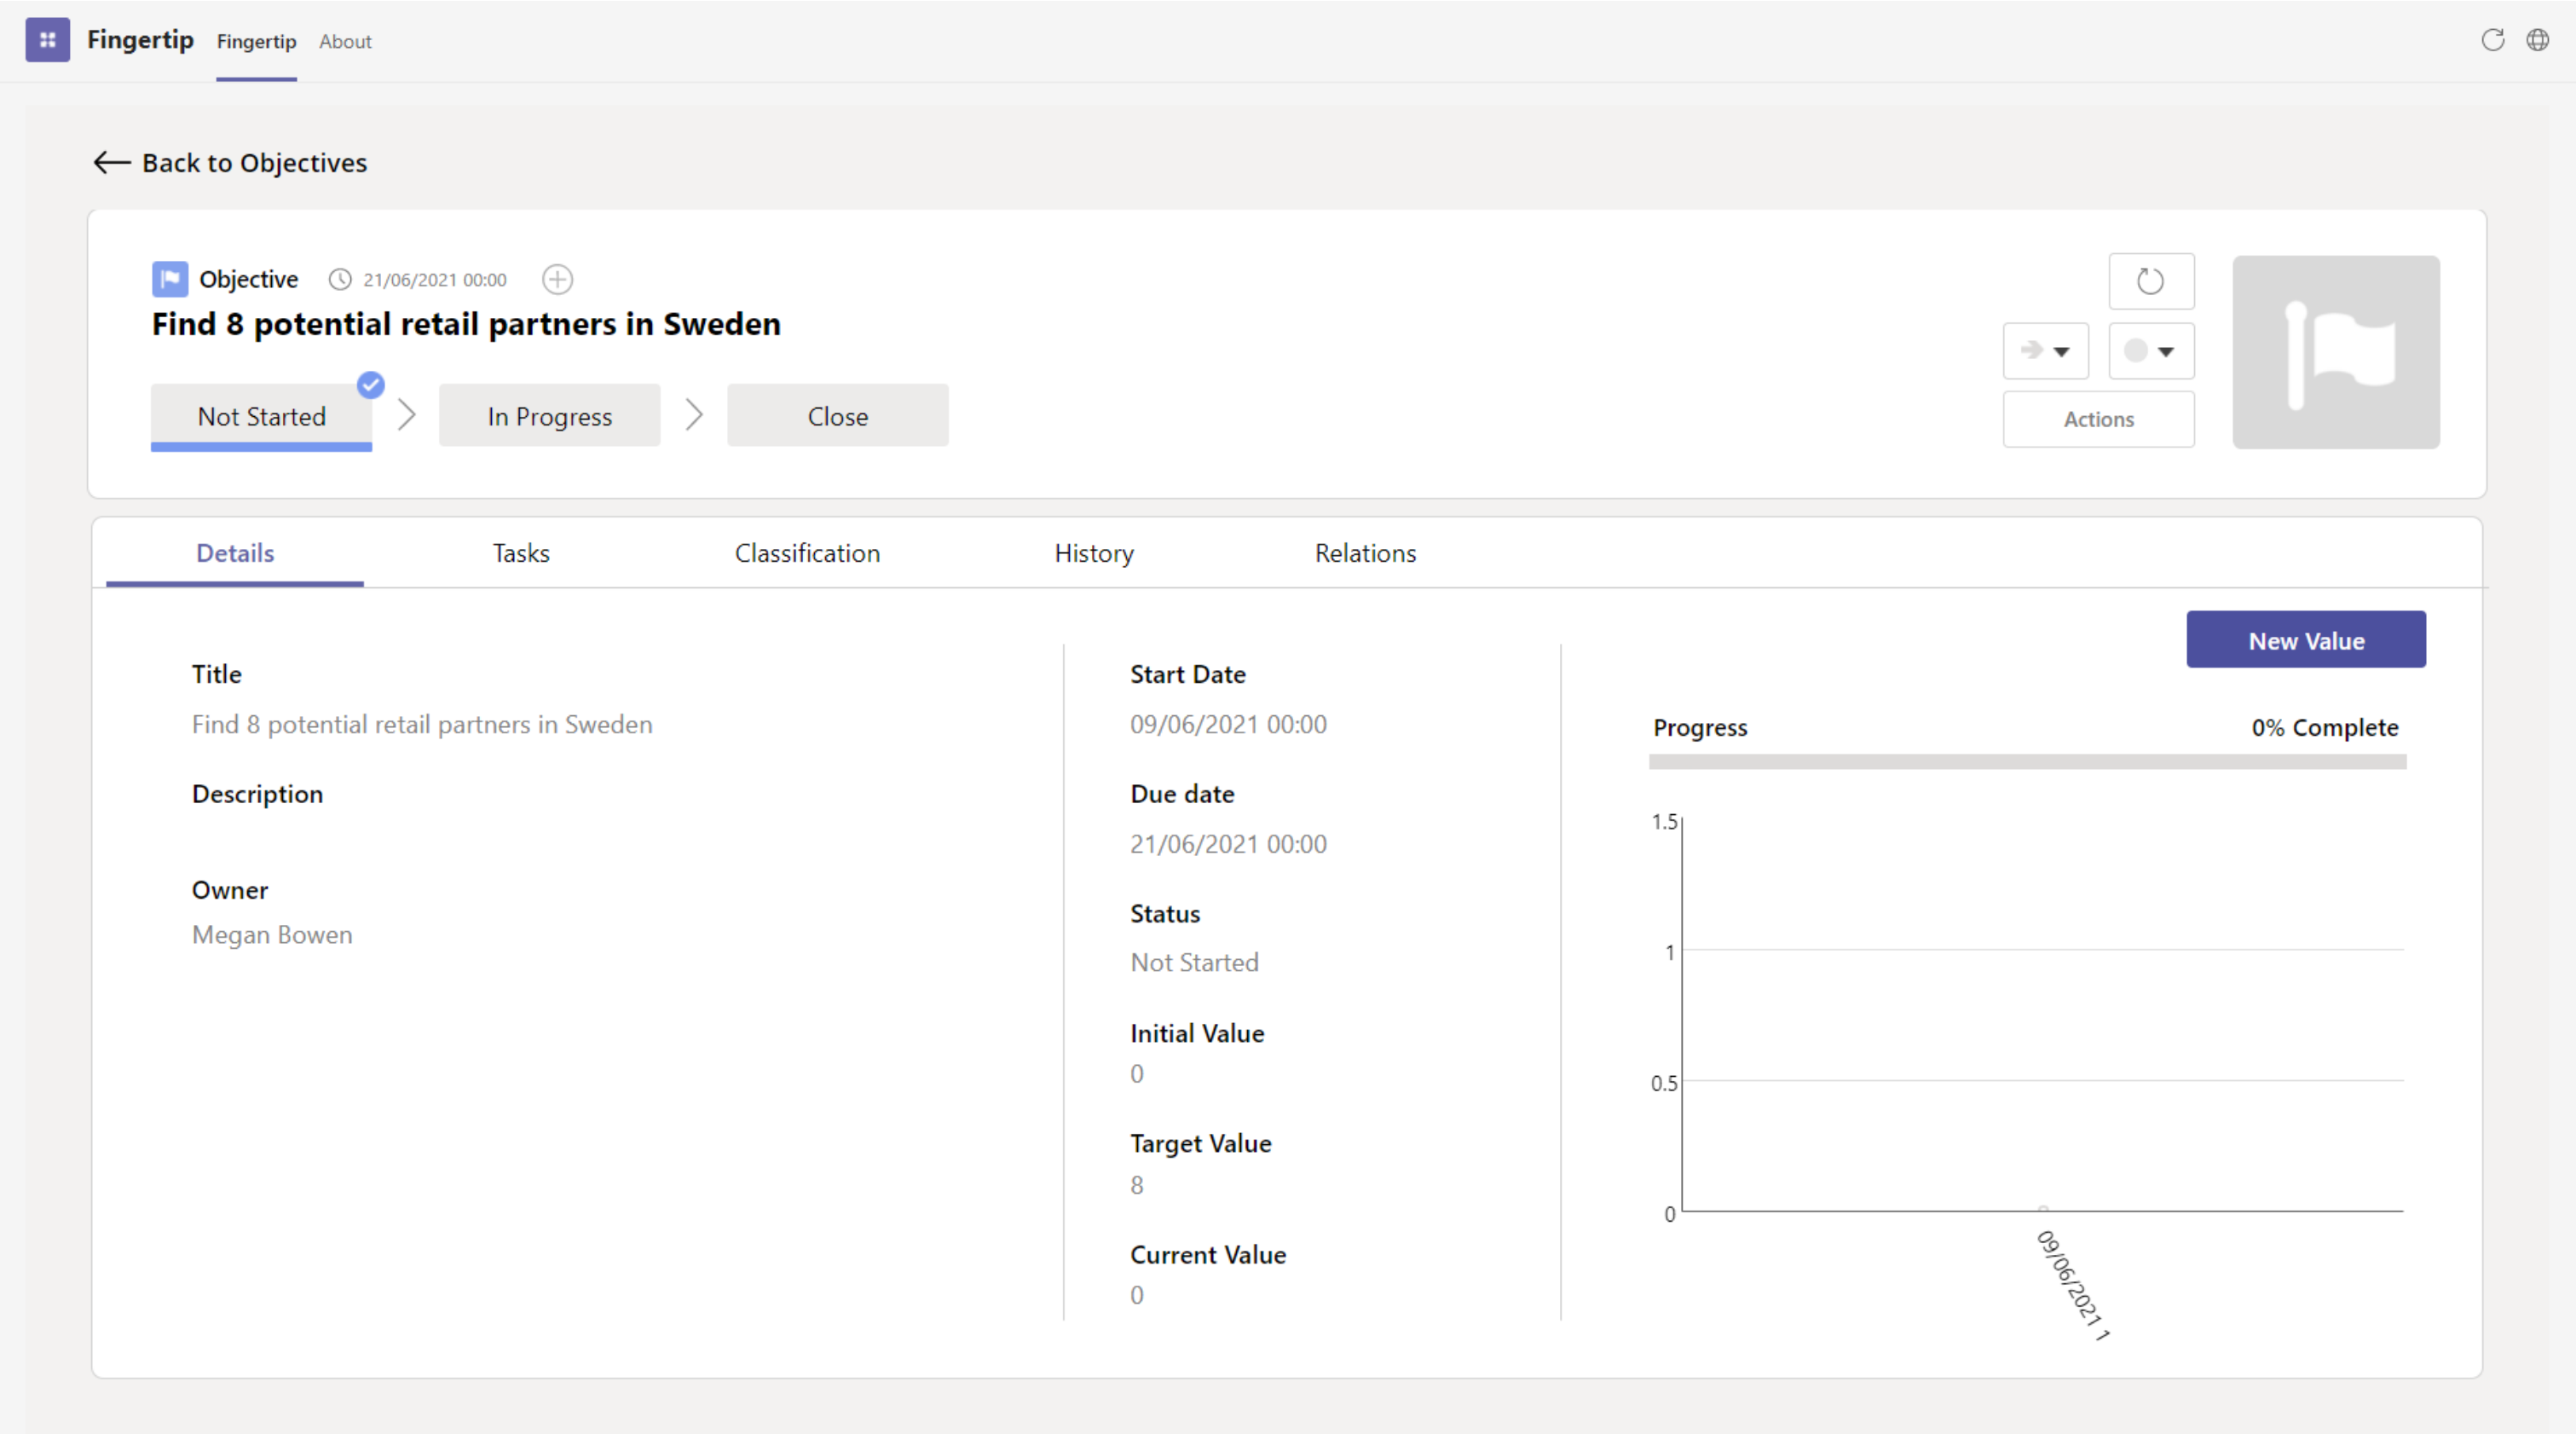 Fingertip Fingertip About
Back to Objectives
Objective 21/06/2021 00:00
Find 8 potential retail partners in Sweden
Not Started In Progress Close
Actions
Details Tasks Classification History Relations
New Value
Title
Find 8 potential retail partners in Sweden
Description
Owner
Megan Bowen
Start Date
09/06/2021 00:00
Due date
21/06/2021 00:00
Status
Not Started
Initial Value
0
Target Value
8
Current Value
0
Progress 0% Complete
1.5
1
0.5
0
09/06/2021 1